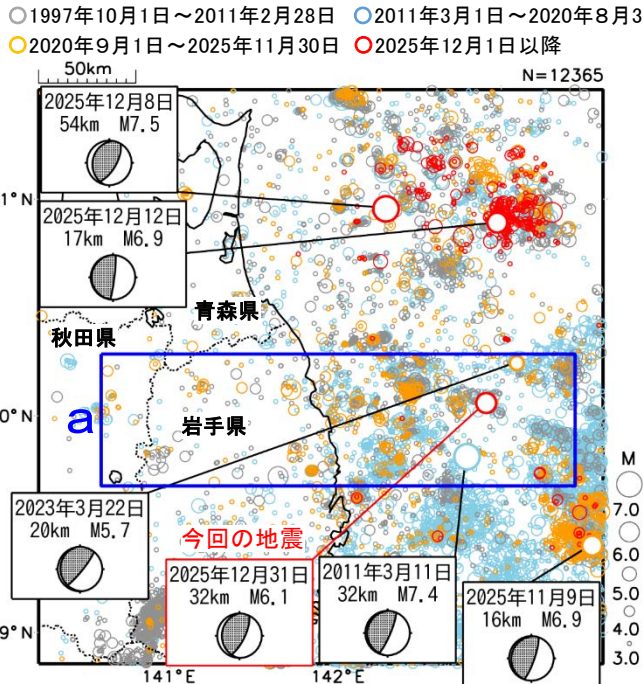 ○1997年10月1日～2011年2月28日 ○2011年3月1日～2020年8月3
○2020年9月1日～2025年11月30日 ○2025年12月1日以降
50km
N=12365
2025年12月8日
54km M7.5
1°N
2025年12月12日
17km M6.9
青森県
秋田県
a
0°N
岩手県
M
7.0
6.0
5.0
4.0
3.0
2023年3月22日
20km M5.7
今回の地震
2025年12月31日
32km M6.1
2011年3月11日
32km M7.4
2025年11月9日
16km M6.9
9°N
141°E
142°E